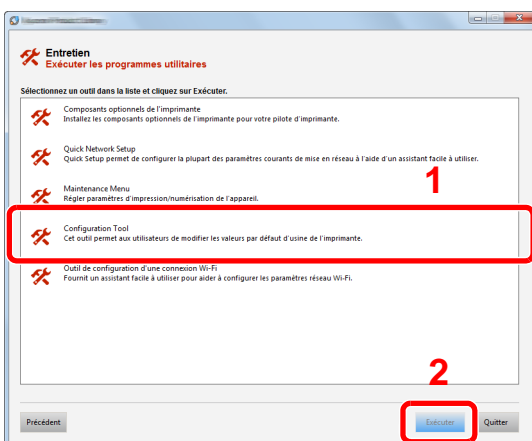 Entretien
Exécuter les programmes utilitaires
Sélectionnez un outil dans la liste et cliquez sur Exécuter.
Composants optionnels de l'imprimante
Installez les composants optionnels de l'imprimante pour votre pilote d'imprimante.
Quick Network Setup
Quick Setup permet de configurer la plupart des paramètres courants de mise en réseau à l'aide d'un assistant facile à utiliser.
1
Maintenance Menu
Régler paramètres d'impression/numérisation de l'appareil.
Configuration Tool
Cet outil permet aux utilisateurs de modifier les valeurs par défaut d'usine de l'imprimante.
Outil de configuration d'une connexion Wi-Fi
Fournit un assistant facile à utiliser pour aider à configurer les paramètres réseau Wi-Fi.
2
Précédent
Exécuter
Quitter